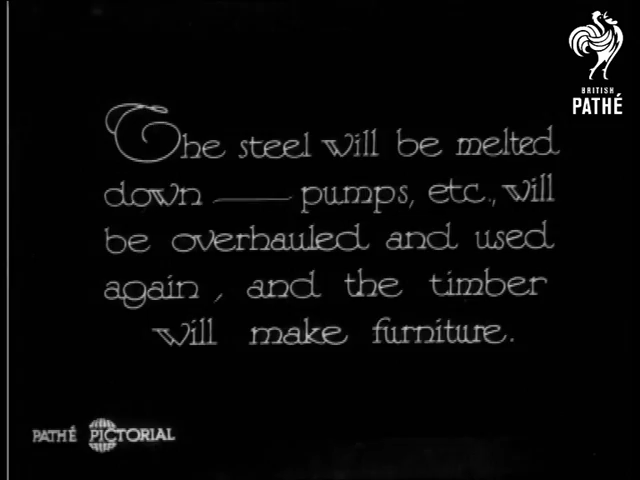 BRITISH
PATHÉ
The steel will be melted
down —— pumps, etc., will
be overhauled and used
again, and the timber
will make furniture.
PATHÉ PICTORIAL